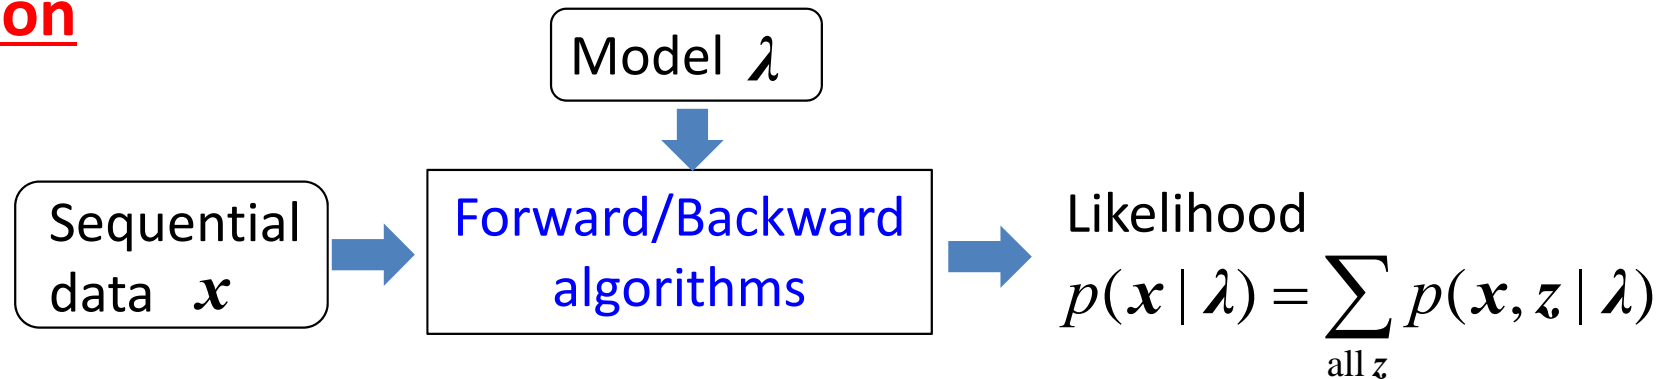 on
Model λ
Sequential
data x
Forward/Backward
algorithms
Likelihood
p(x | λ) = ∑ p(x, z | λ)
all z